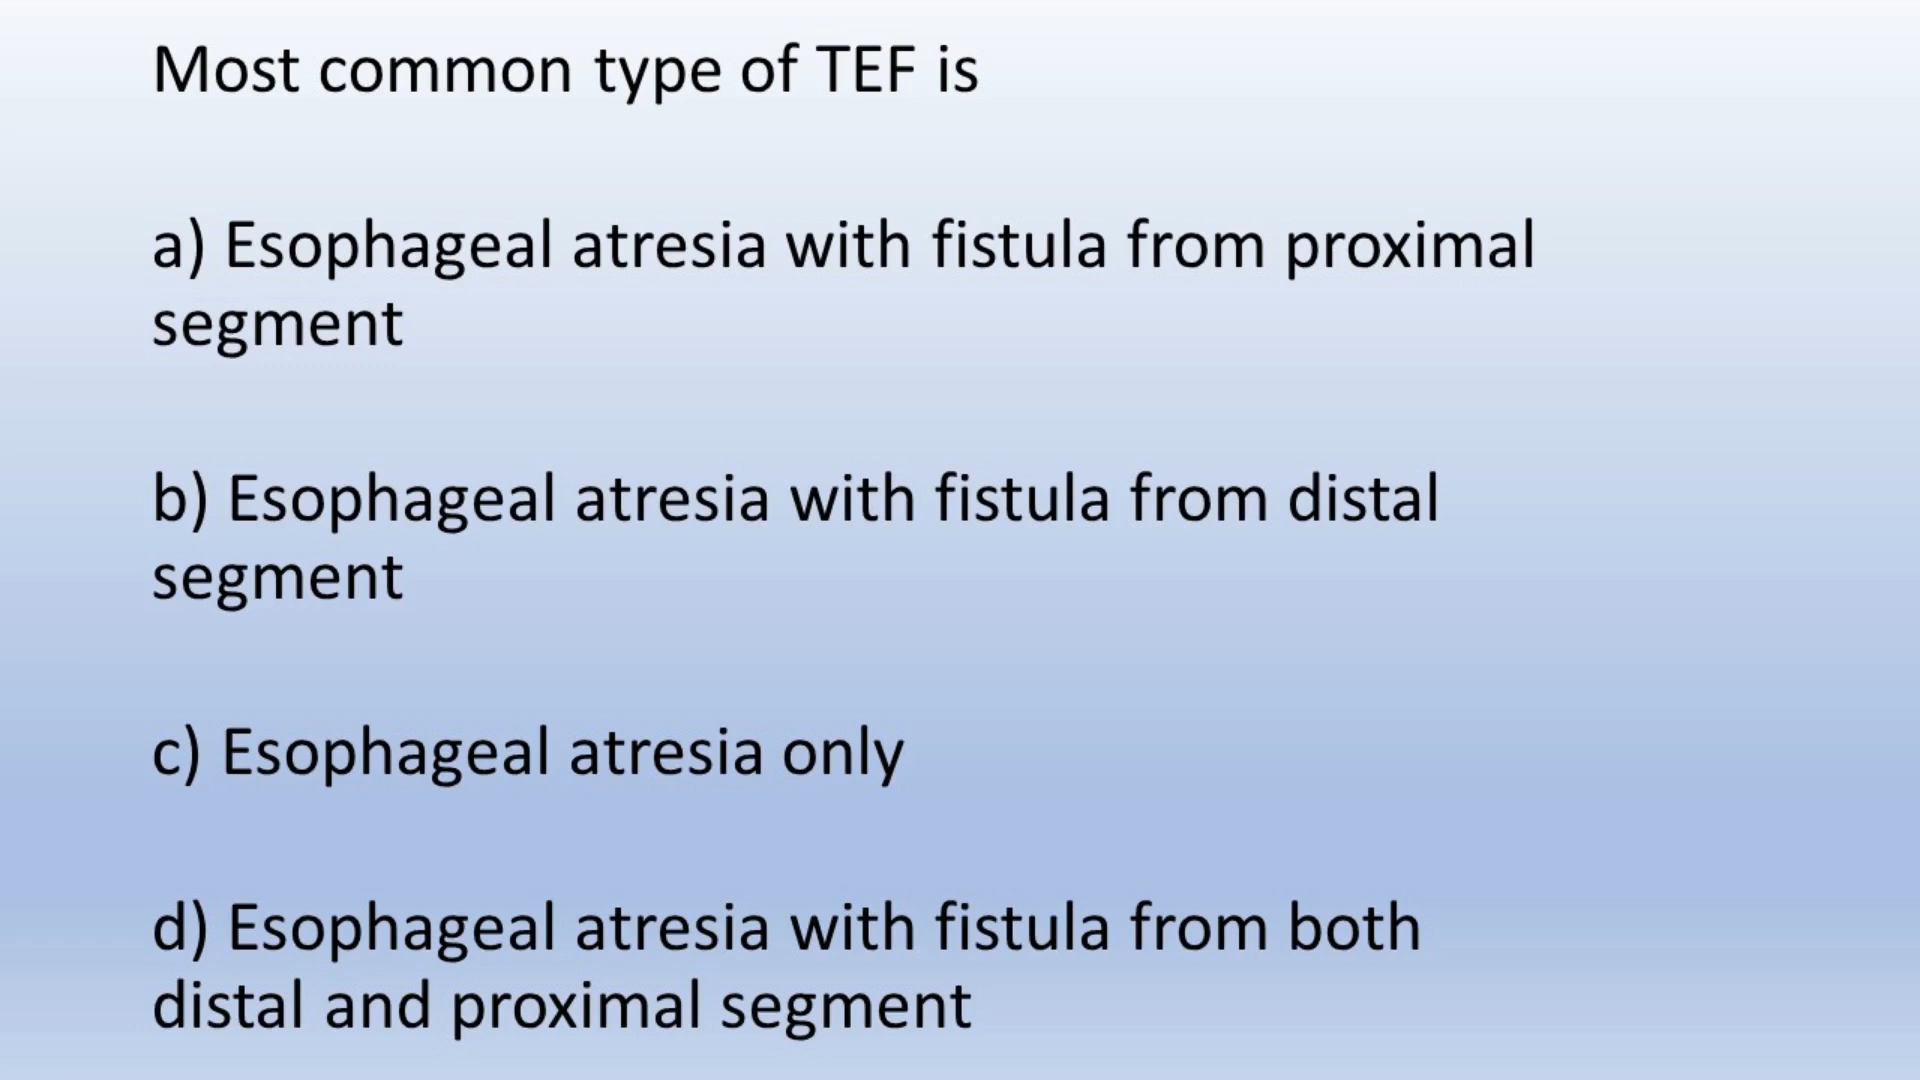 Most common type of TEF is
a) Esophageal atresia with fistula from proximal
segment
b) Esophageal atresia with fistula from distal
segment
c) Esophageal atresia only
d) Esophageal atresia with fistula from both
distal and proximal segment